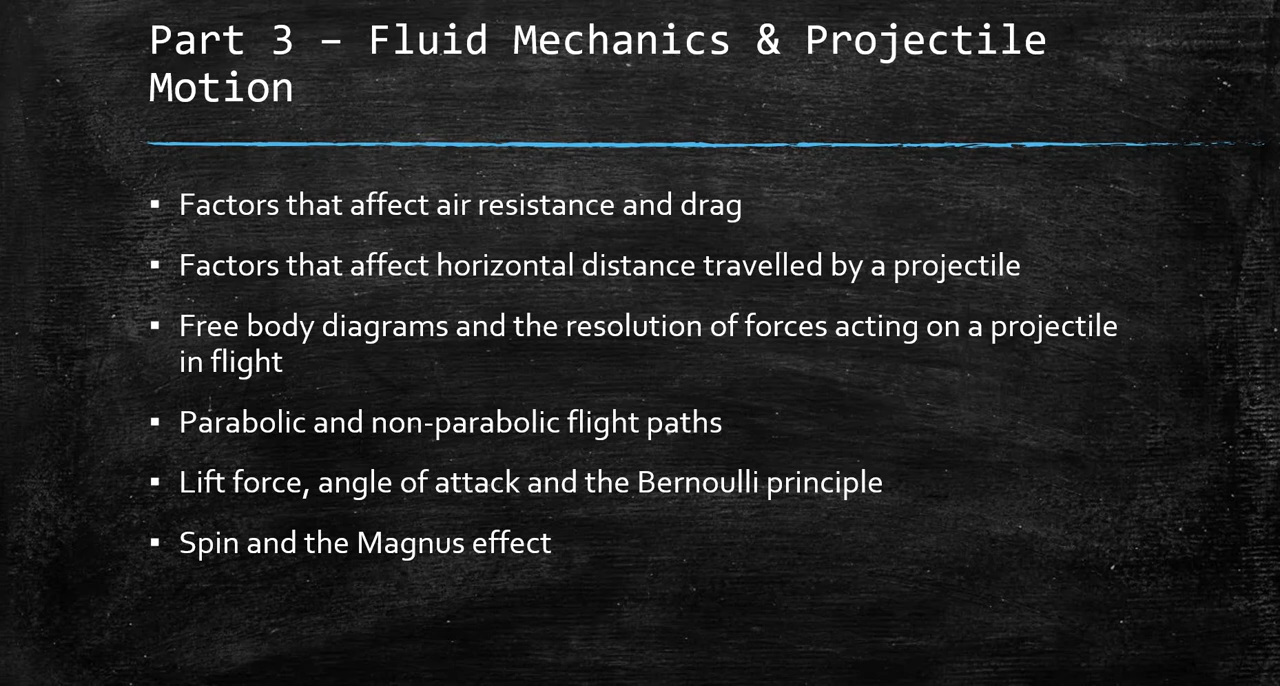 Part 3 – Fluid Mechanics & Projectile
Motion
▪ Factors that affect air resistance and drag
▪ Factors that affect horizontal distance travelled by a projectile
▪ Free body diagrams and the resolution of forces acting on a projectile
in flight
▪ Parabolic and non-parabolic flight paths
▪ Lift force, angle of attack and the Bernoulli principle
▪ Spin and the Magnus effect